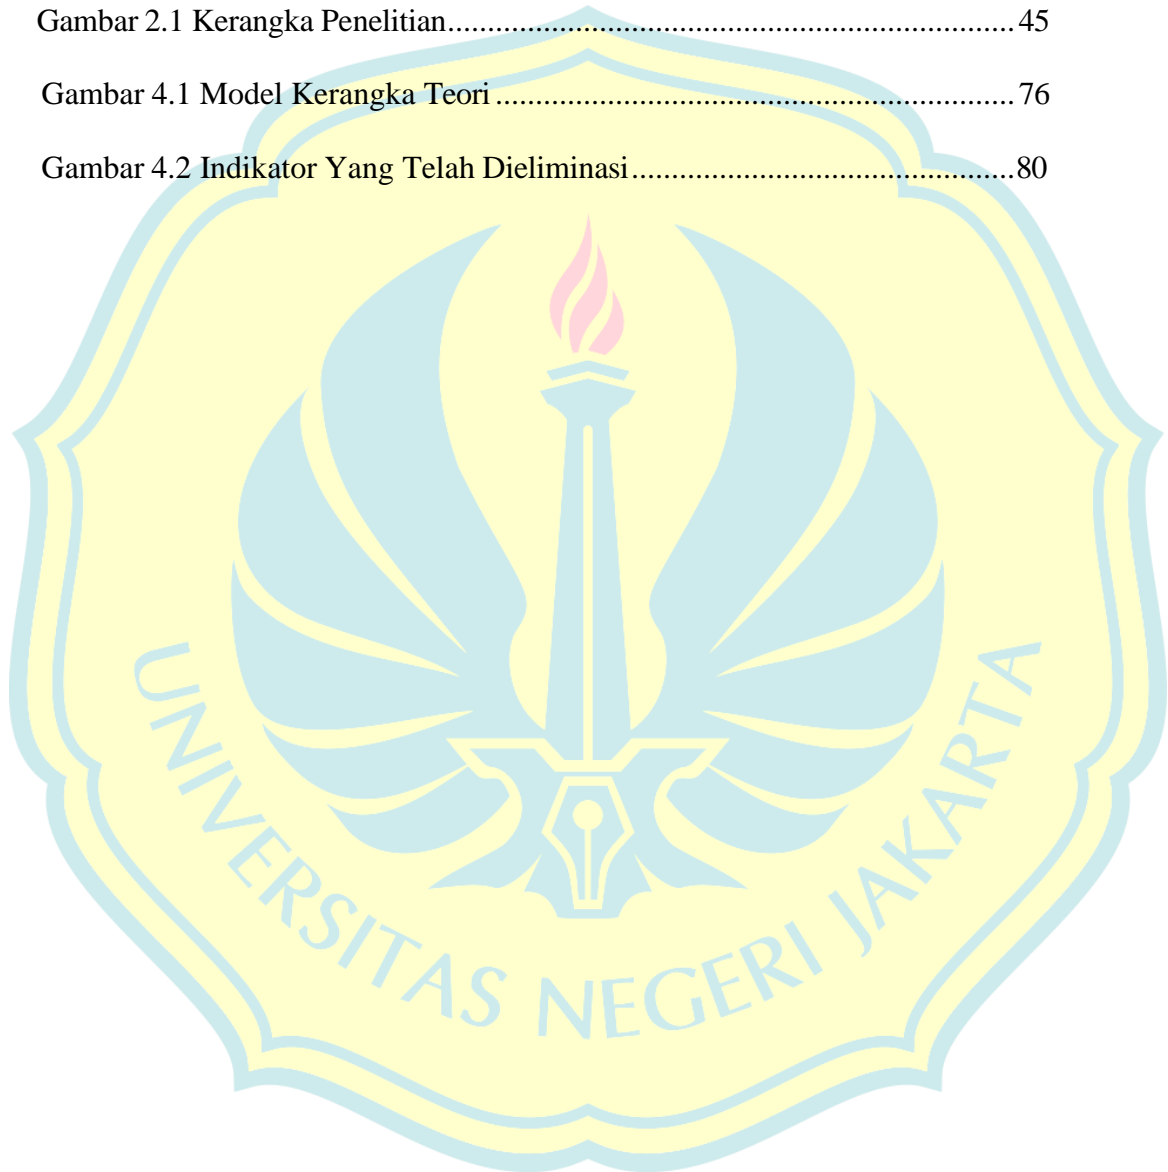 Gambar 2.1 Kerangka Penelitian....................................................................... 45
Gambar 4.1 Model Kerangka Teori ................................................................. 76
Gambar 4.2 Indikator Yang Telah Dieliminasi................................................80
UNIVERSITAS NEGERI JAKARTA